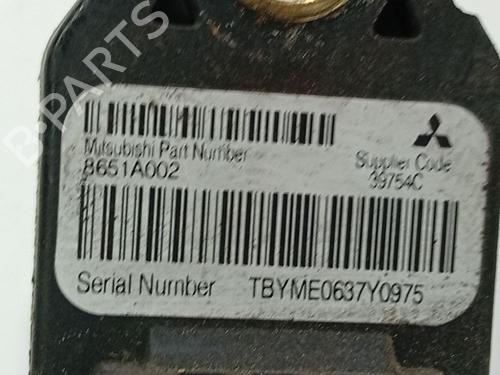 Mitsubishi Part Number
8651A002
Supplier Code
39754C
Serial Number TBYME0637Y0975
B-PARTS